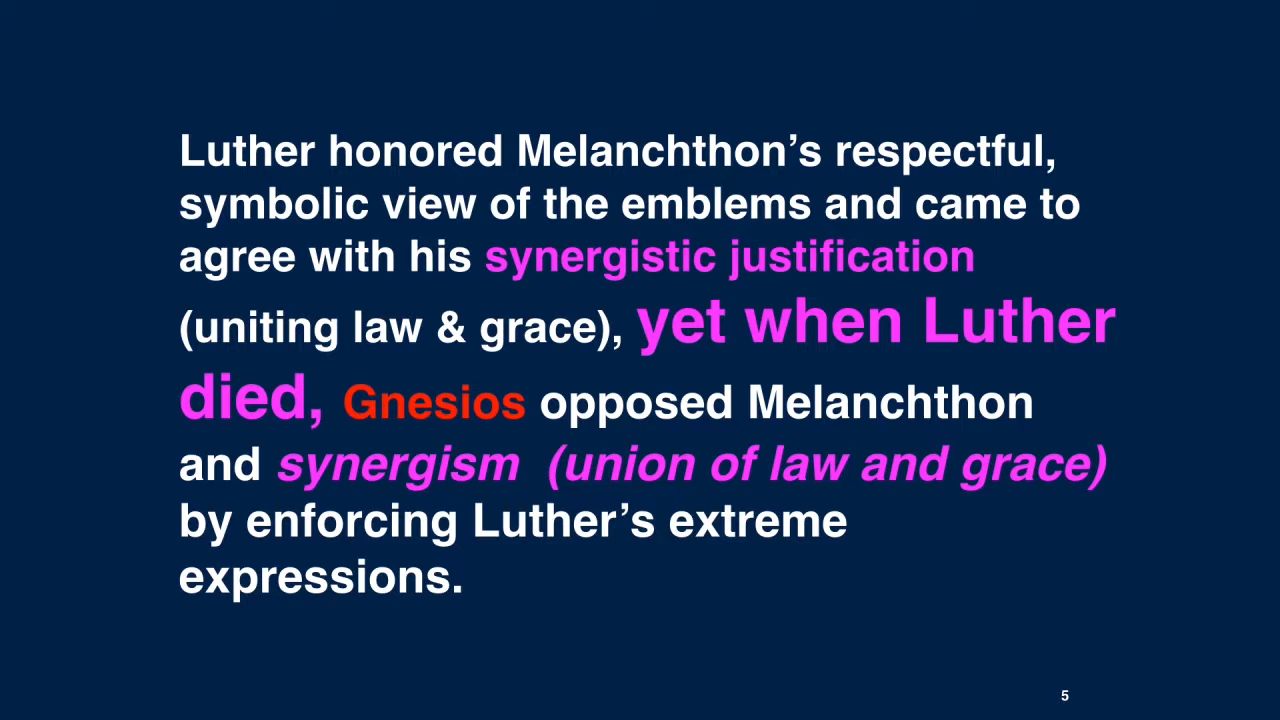 Luther honored Melanchthon’s respectful,
symbolic view of the emblems and came to
agree with his synergistic justification
(uniting law & grace), yet when Luther
died, Gnesios opposed Melanchthon
and synergism  (union of law and grace)
by enforcing Luther’s extreme
expressions.
5